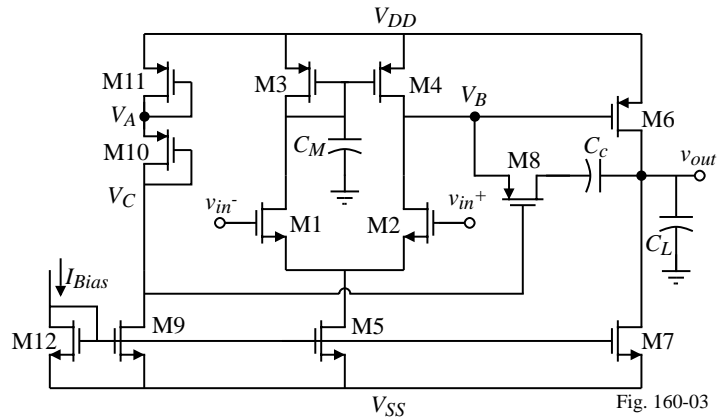 V_DD
M11
M3
M4
V_A
V_B
M6
M10
C_M
M8
C_c
v_out
V_C
v_in-
M1
M2
v_in+
C_L
I_Bias
M12
M9
M5
M7
V_SS
Fig. 160-03